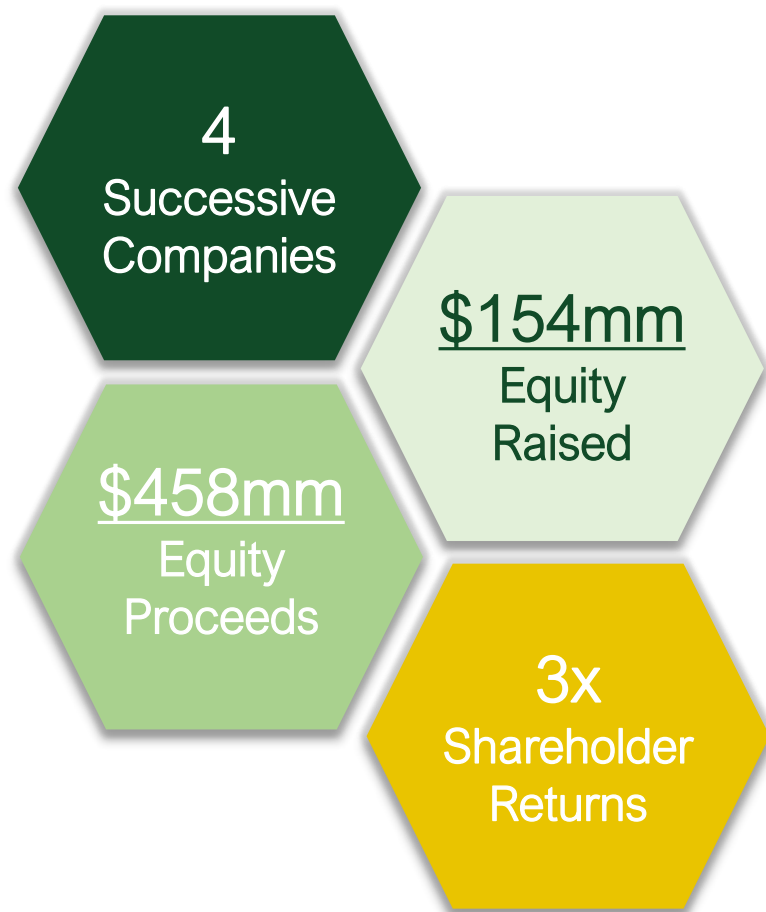 4
Successive
Companies
$154mm
Equity
Raised
$458mm
Equity
Proceeds
3x
Shareholder
Returns